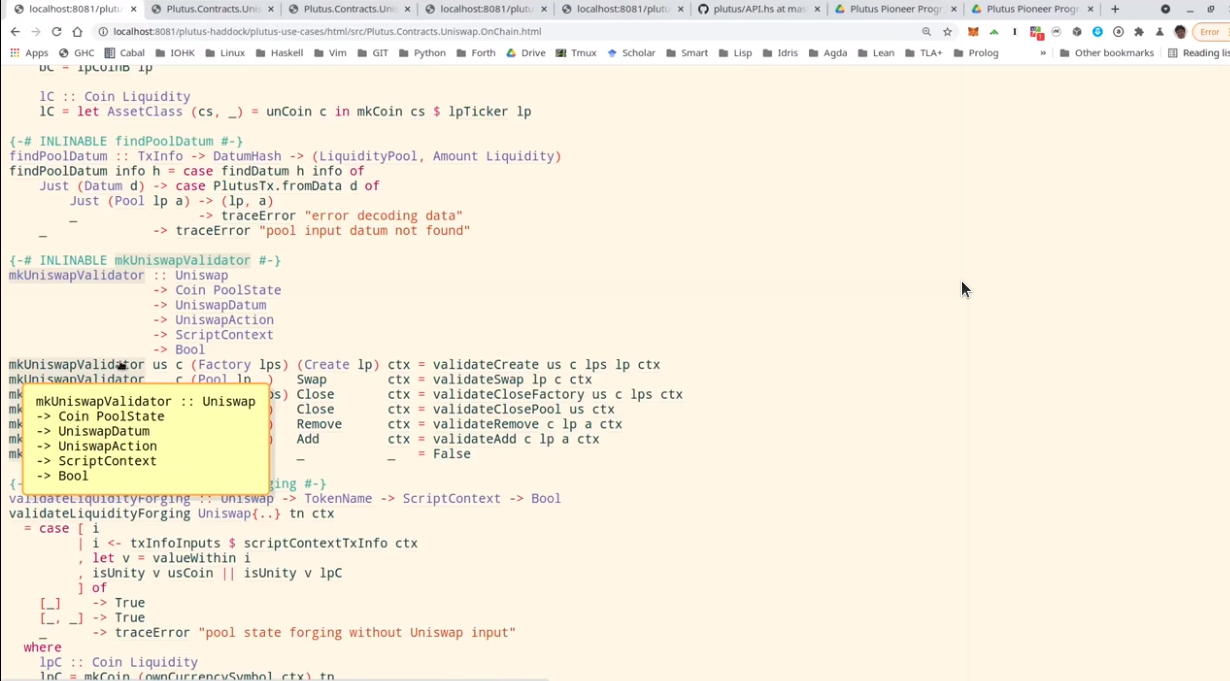 localhost:8081/plutus-h
Plutus.Contracts.Unis
Plutus.Contracts.Uni
localhost:8081/plutu
localhost:8081/plutu
plutus/API.hs at mas
Plutus Pioneer Progr
Plutus Pioneer Progr
localhost:8081/plutus-haddock/plutus-use-cases/html/src/Plutus.Contracts.Uniswap.OnChain.html
Error
Apps GHC Cabal IOHK Linux Haskell Vim GIT Python Forth Drive Tmux Scholar Smart Lisp Idris Agda Lean TLA+ Prolog » Other bookmarks Reading lis
bC = lpCoinB lp
lC :: Coin Liquidity
lC = let AssetClass (cs, _) = unCoin c in mkCoin cs $ lpTicker lp
{-# INLINABLE findPoolDatum #-}
findPoolDatum :: TxInfo -> DatumHash -> (LiquidityPool, Amount Liquidity)
findPoolDatum info h = case findDatum h info of
Just (Datum d) -> case PlutusTx.fromData d of
Just (Pool lp a) -> (lp, a)
_ -> traceError "error decoding data"
_ -> traceError "pool input datum not found"
{-# INLINABLE mkUniswapValidator #-}
mkUniswapValidator :: Uniswap
-> Coin PoolState
-> UniswapDatum
-> UniswapAction
-> ScriptContext
-> Bool
mkUniswapValidator us c (Factory lps) (Create lp) ctx = validateCreate us c lps lp ctx
mkUniswapValidator _ c (Pool lp _) Swap ctx = validateSwap lp c ctx
mk ps) Close ctx = validateCloseFactory us c lps ctx
mk ) Close ctx = validateClosePool us ctx
mk ) Remove ctx = validateRemove c lp a ctx
mk ) Add ctx = validateAdd c lp a ctx
mk _ _ = False
mkUniswapValidator :: Uniswap
-> Coin PoolState
-> UniswapDatum
-> UniswapAction
-> ScriptContext
-> Bool
{- ging #-}
validateLiquidityForging :: Uniswap -> TokenName -> ScriptContext -> Bool
validateLiquidityForging Uniswap{..} tn ctx
= case [ i
| i <- txInfoInputs $ scriptContextTxInfo ctx
, let v = valueWithin i
, isUnity v usCoin || isUnity v lpC
] of
[_] -> True
[_, _] -> True
_ -> traceError "pool state forging without Uniswap input"
where
lpC :: Coin Liquidity
lpC = mkCoin (ownCurrencySymbol ctx) tn